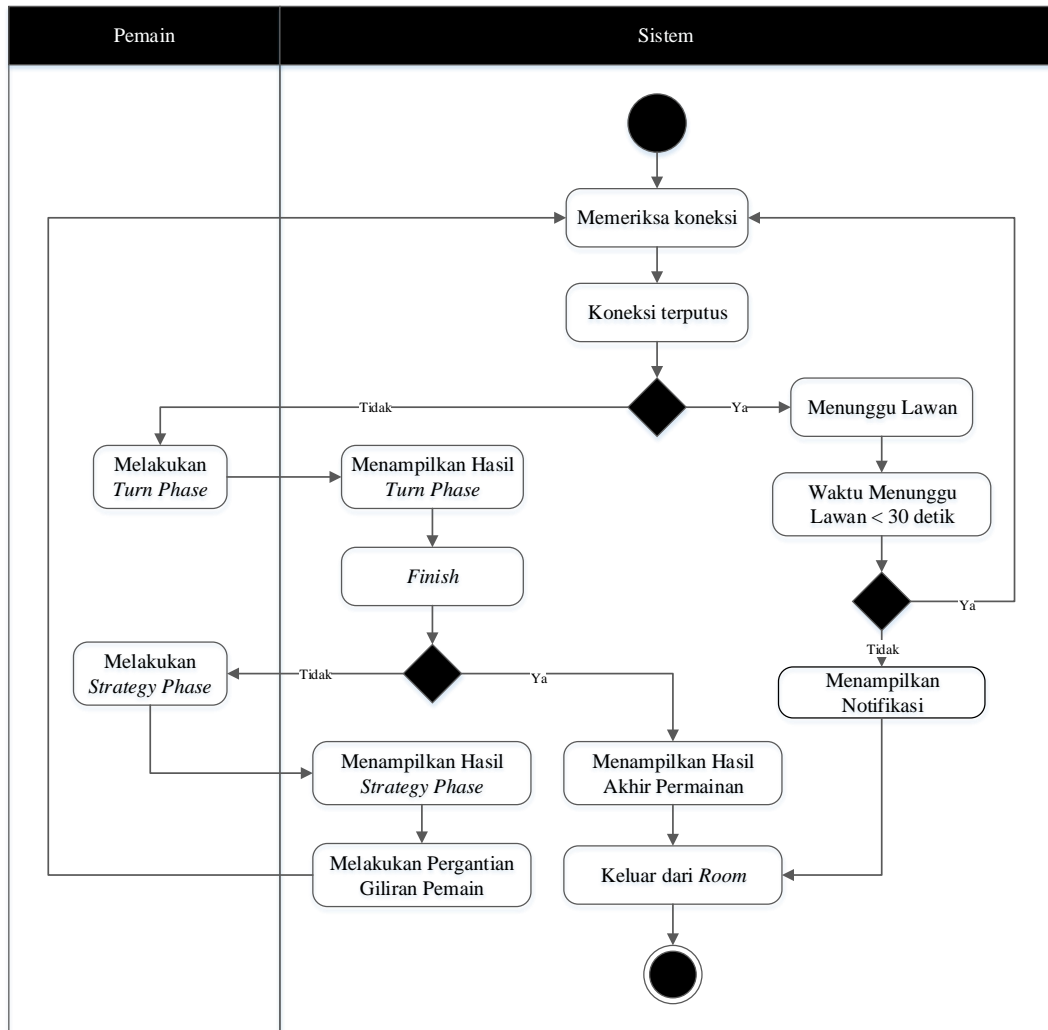 Pemain
Sistem
Memeriksa koneksi
Koneksi terputus
Tidak
Ya
Menunggu Lawan
Melakukan
Turn Phase
Menampilkan Hasil
Turn Phase
Waktu Menunggu
Lawan < 30 detik
Finish
Ya
Tidak
Melakukan
Strategy Phase
Tidak
Ya
Menampilkan
Notifikasi
Menampilkan Hasil
Strategy Phase
Menampilkan Hasil
Akhir Permainan
Melakukan Pergantian
Giliran Pemain
Keluar dari Room